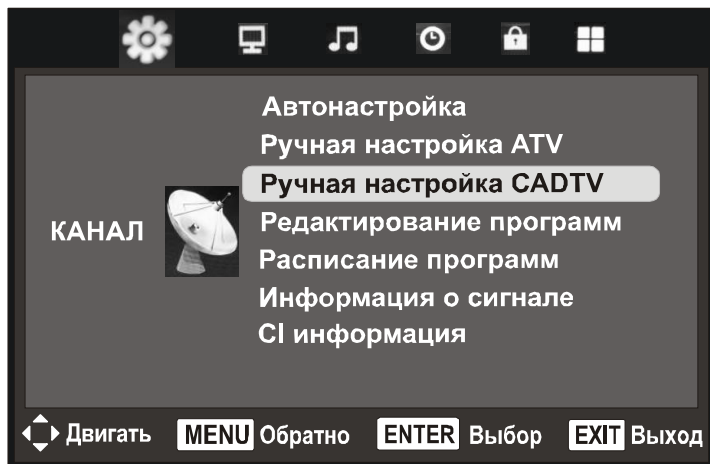 Автонастройка
Ручная настройка ATV
Ручная настройка CADTV
КАНАЛ
Редактирование программ
Расписание программ
Информация о сигнале
CI информация
Двигать MENU Обратно ENTER Выбор EXIT Выход